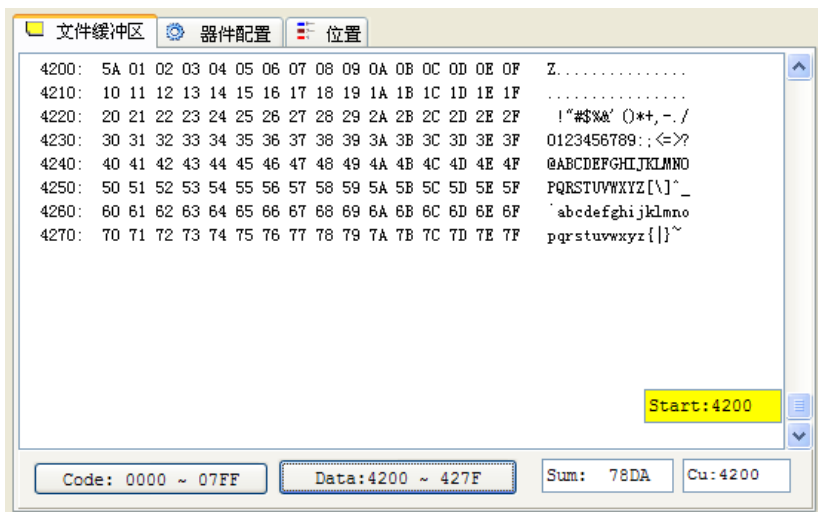 文件缓冲区 器件配置 位置
4200: 5A 01 02 03 04 05 06 07 08 09 0A 0B 0C 0D 0E 0F Z...............
4210: 10 11 12 13 14 15 16 17 18 19 1A 1B 1C 1D 1E 1F ................
4220: 20 21 22 23 24 25 26 27 28 29 2A 2B 2C 2D 2E 2F !"#$%&'()*+,-./
4230: 30 31 32 33 34 35 36 37 38 39 3A 3B 3C 3D 3E 3F 0123456789:;<=>?
4240: 40 41 42 43 44 45 46 47 48 49 4A 4B 4C 4D 4E 4F @ABCDEFGHIJKLMNO
4250: 50 51 52 53 54 55 56 57 58 59 5A 5B 5C 5D 5E 5F PQRSTUVWXYZ[\]^_
4260: 60 61 62 63 64 65 66 67 68 69 6A 6B 6C 6D 6E 6F `abcdefghijklmno
4270: 70 71 72 73 74 75 76 77 78 79 7A 7B 7C 7D 7E 7F pqrstuvwxyz{|}~
Start:4200
Code: 0000 ~ 07FF Data:4200 ~ 427F Sum: 78DA Cu:4200